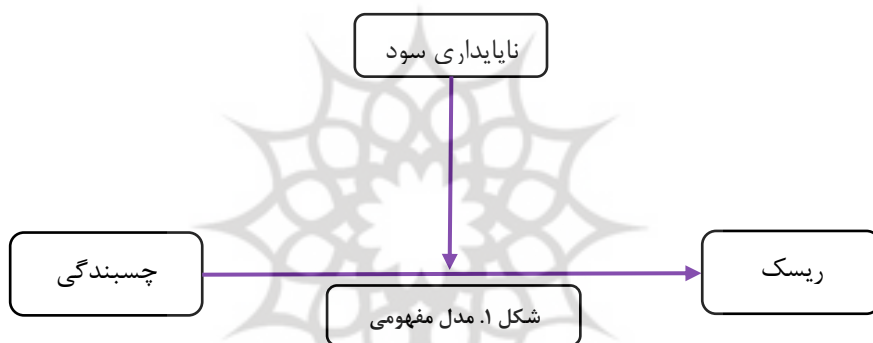 ناپایداری سود
چسبندگی
ریسک
شکل ۱. مدل مفهومی